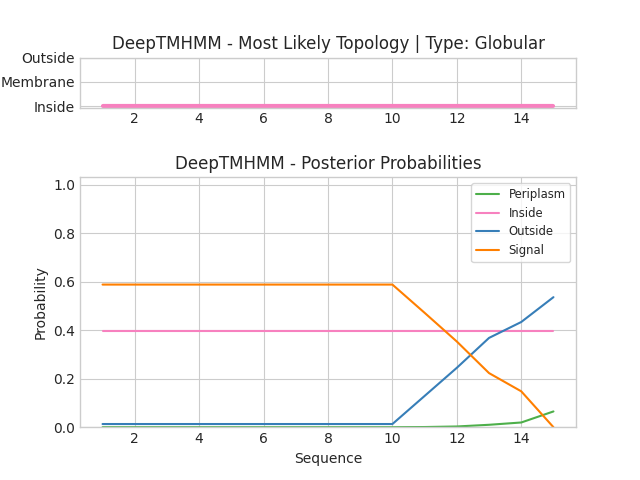 DeepTMHMM - Most Likely Topology | Type: Globular
Outside
Membrane
Inside
2 4 6 8 10 12 14
DeepTMHMM - Posterior Probabilities
1.0
0.8
0.6
0.4
0.2
0.0
Probability
Periplasm
Inside
Outside
Signal
2 4 6 8 10 12 14
Sequence